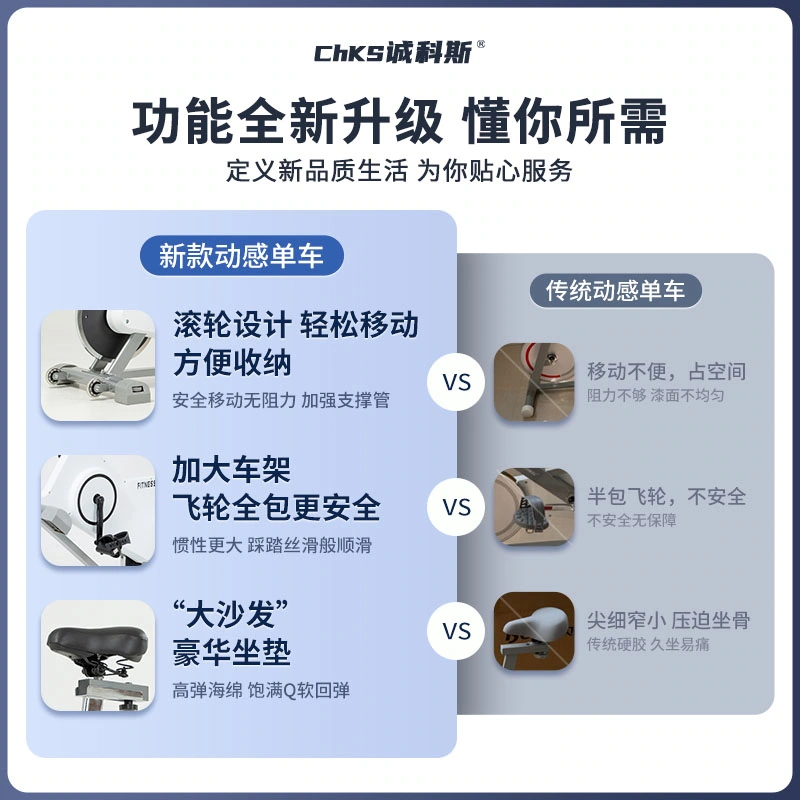 ChKS诚科斯®
功能全新升级 懂你所需
定义新品质生活 为你贴心服务
新款动感单车
滚轮设计 轻松移动
方便收纳
安全移动无阻力 加强支撑管
加大车架
飞轮全包更安全
惯性更大 踩踏丝滑般顺滑
FITNESS
“大沙发”
豪华坐垫
高弹海绵 饱满Q软回弹
VS
VS
VS
传统动感单车
移动不便，占空间
阻力不够 漆面不均匀
半包飞轮，不安全
不安全无保障
尖细窄小 压迫坐骨
传统硬胶 久坐易痛